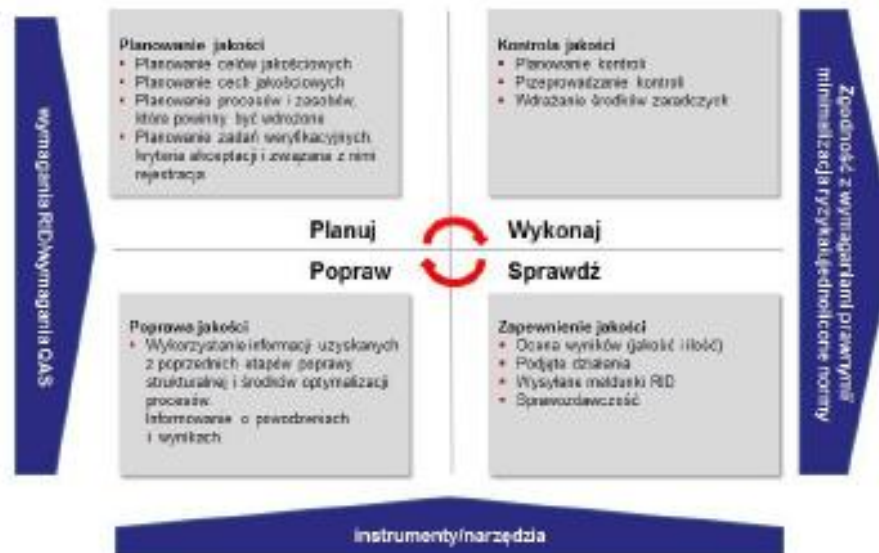 wymagania RID/wymagania QAS
Planowanie jakości
Planowanie celów jakościowych
Planowanie cech jakościowych
Planowanie procesów i zasobów,
które powinny być wdrożone
Planowanie zadań weryfikacyjnych,
kryteria akceptacji i związana z nimi
rejestracja
Kontrola jakości
Planowanie kontroli
Przeprowadzanie kontroli
Wdrażanie środków zaradczych
Planuj
Wykonaj
Popraw
Sprawdź
Poprawa jakości
Wykorzystanie informacji uzyskanych
z poprzednich etapów poprawy
strukturalnej i środków optymalizacji
procesów.
Informowanie o powodzeniach
i wynikach
Zapewnienie jakości
Ocena wyników (jakość i ilość)
Podjęte działania
Wysyłane meldunki RID
Sprawozdawczość
Zgodność z wymaganiami prawnymi/
minimalizacja ryzyka/ujednolicone normy
instrumenty/narzędzia